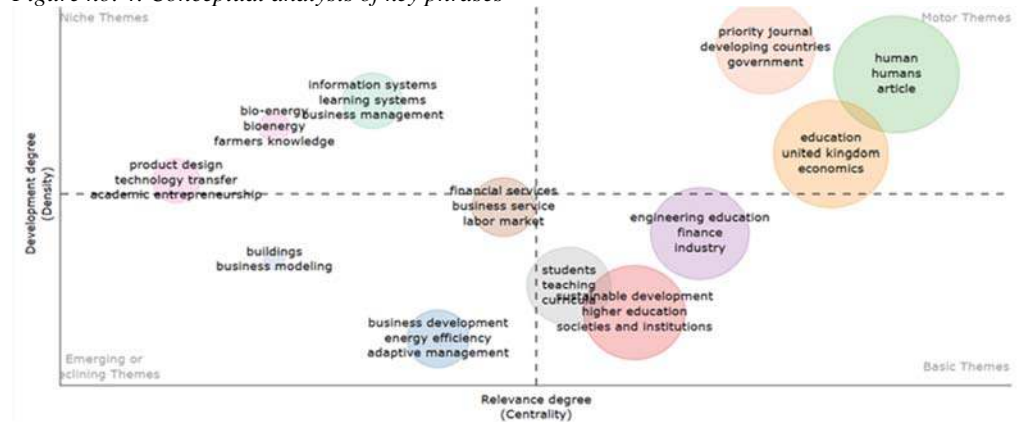 Figure no. 4. Conceptual analysis of key phrases
Niche Themes
Motor Themes
priority journal
developing countries
government
human
humans
article
information systems
learning systems
business management
bio-energy
bioenergy
farmers knowledge
education
united kingdom
economics
product design
technology transfer
academic entrepreneurship
financial services
business service
labor market
engineering education
finance
industry
buildings
business modeling
students
teaching
curricula
sustainable development
higher education
societies and institutions
business development
energy efficiency
adaptive management
Emerging or
eclining Themes
Basic Themes
Development degree
(Density)
Relevance degree
(Centrality)